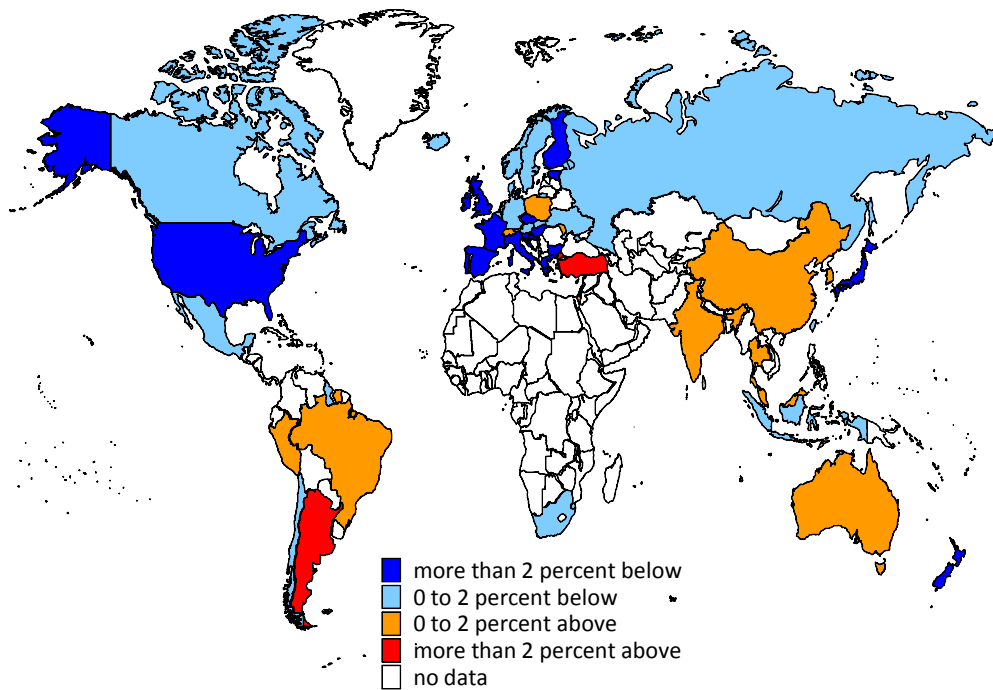 more than 2 percent below
0 to 2 percent below
0 to 2 percent above
more than 2 percent above
no data